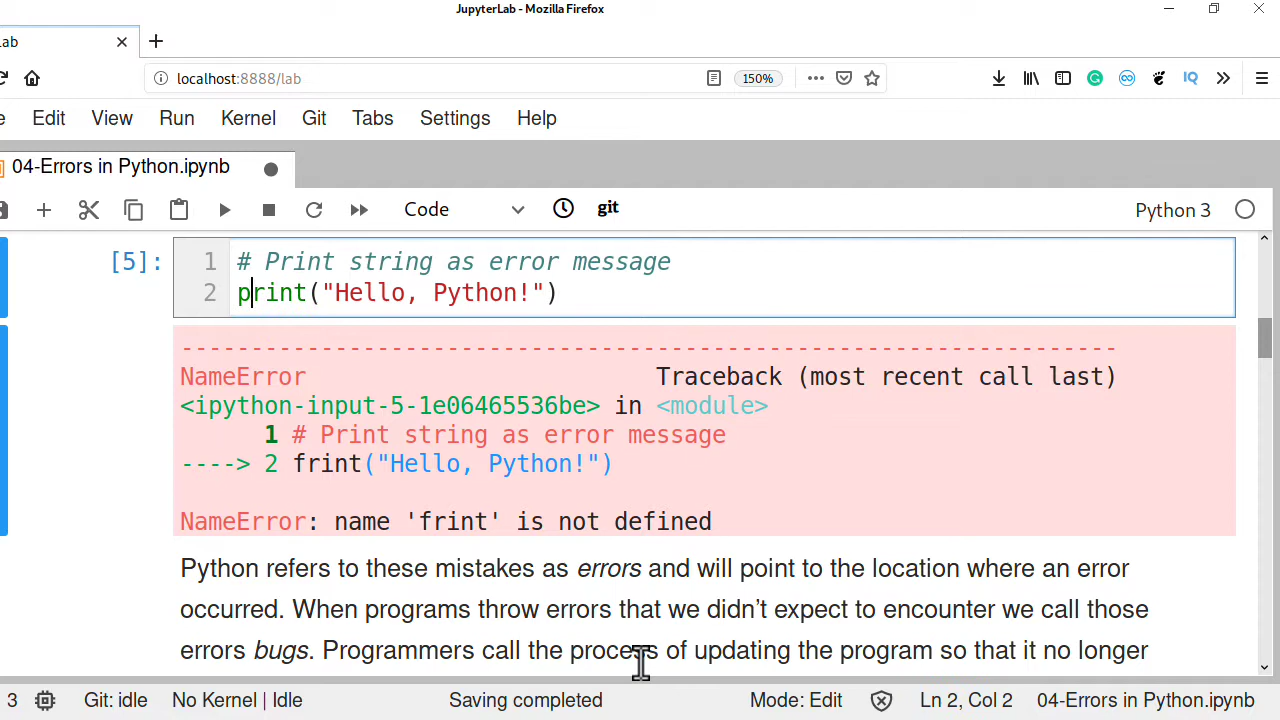 JupyterLab - Mozilla Firefox
Lab
localhost:8888/lab
150%
IQ
Edit View Run Kernel Git Tabs Settings Help
04-Errors in Python.ipynb
Code
git
Python 3
[5]:
1 # Print string as error message
2 print("Hello, Python!")
---------------------------------------------------------------------------
NameError Traceback (most recent call last)
<ipython-input-5-1e06465536be> in <module>
1 # Print string as error message
----> 2 frint("Hello, Python!")
NameError: name 'frint' is not defined
Python refers to these mistakes as errors and will point to the location where an error
occurred. When programs throw errors that we didn’t expect to encounter we call those
errors bugs. Programmers call the process of updating the program so that it no longer
3 Git: idle No Kernel | Idle Saving completed Mode: Edit Ln 2, Col 2 04-Errors in Python.ipynb